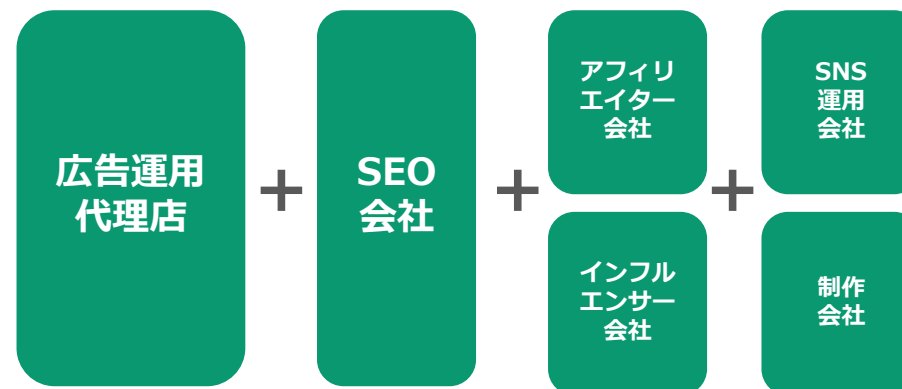 広告運用
代理店
+
SEO
会社
+
アフィリ
エイター
会社
インフル
エンサー
会社
+
SNS
運用
会社
制作
会社